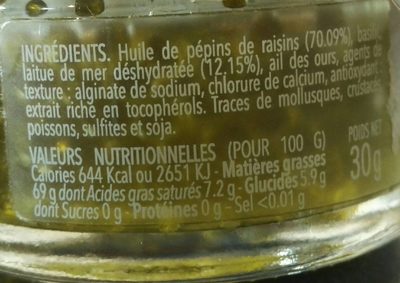 INGRÉDIENTS. Huile de pépins de raisins (70.09%), basilic,
laitue de mer déshydratée (12.15%), ail des ours, agents de
texture : alginate de sodium, chlorure de calcium, antioxydant :
extrait riche en tocophérols. Traces de mollusques, crustacés,
poissons, sulfites et soja.
VALEURS NUTRITIONNELLES (POUR 100 G)
Calories 644 Kcal ou 2651 KJ - Matières grasses
69 g dont Acides gras saturés 7.2 g - Glucides 5.9 g
dont Sucres 0 g - Protéines 0 g - Sel <0.01 g
POIDS NET
30g